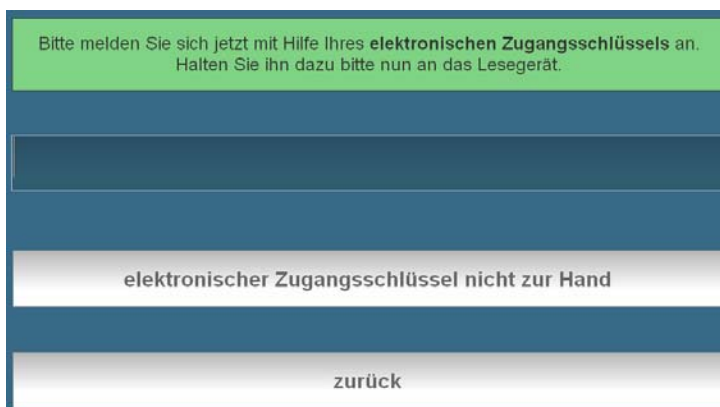 Bitte melden Sie sich jetzt mit Hilfe Ihres elektronischen Zugangsschlüssels an.
Halten Sie ihn dazu bitte nun an das Lesegerät.
elektronischer Zugangsschlüssel nicht zur Hand
zurück